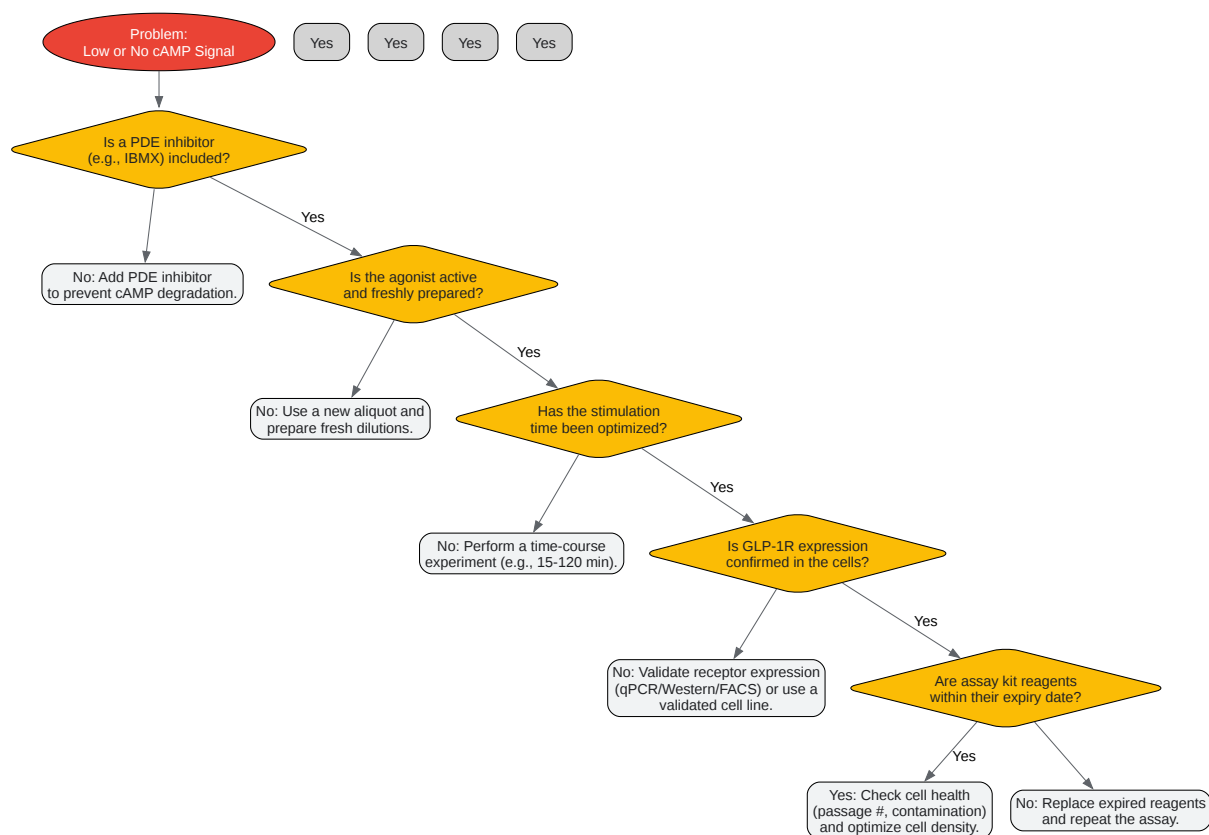 Problem:
Low or No cAMP Signal
Yes
Yes
Yes
Yes
Is a PDE inhibitor
(e.g., IBMX) included?
Yes
No: Add PDE inhibitor
to prevent cAMP degradation.
Is the agonist active
and freshly prepared?
Yes
No: Use a new aliquot and
prepare fresh dilutions.
Has the stimulation
time been optimized?
Yes
No: Perform a time-course
experiment (e.g., 15-120 min).
Is GLP-1R expression
confirmed in the cells?
Yes
No: Validate receptor expression
(qPCR/Western/FACS) or use a
validated cell line.
Are assay kit reagents
within their expiry date?
Yes
Yes: Check cell health
(passage #, contamination)
and optimize cell density.
No: Replace expired reagents
and repeat the assay.